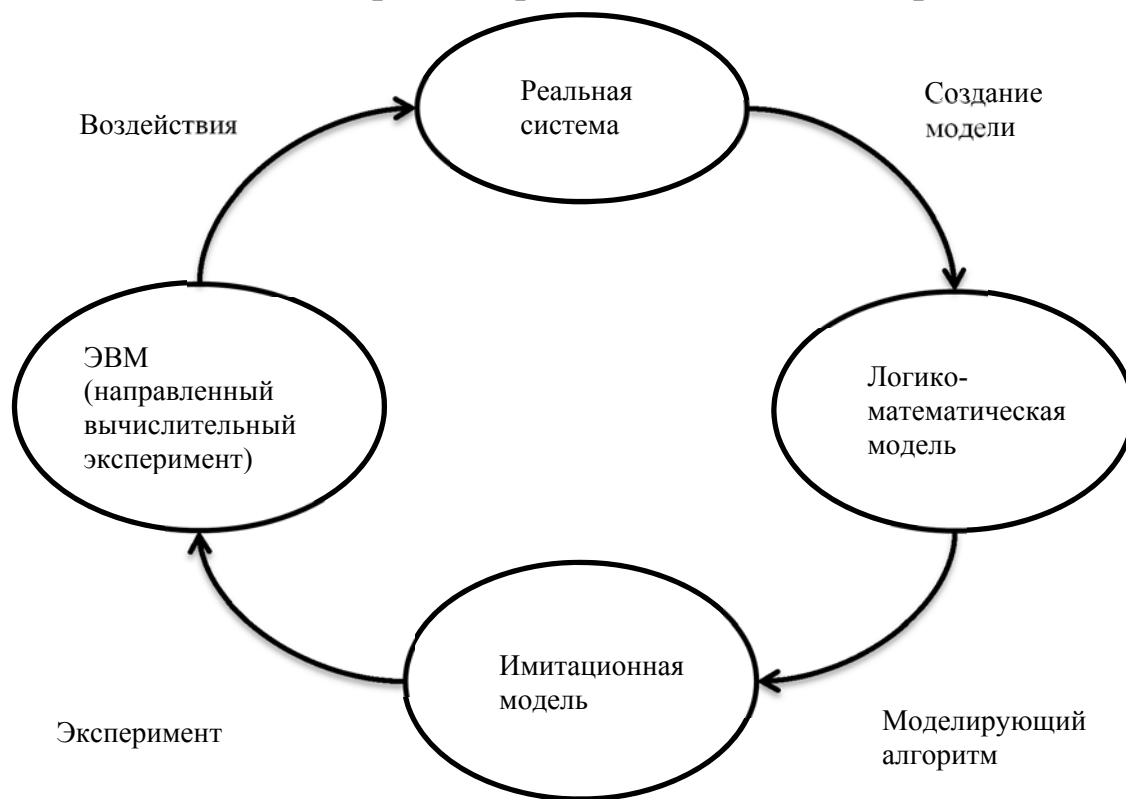 Реальная
система
Создание
модели
Воздействия
ЭВМ
(направленный
вычислительный
эксперимент)
Логико-
математическая
модель
Имитационная
модель
Эксперимент
Моделирующий
алгоритм